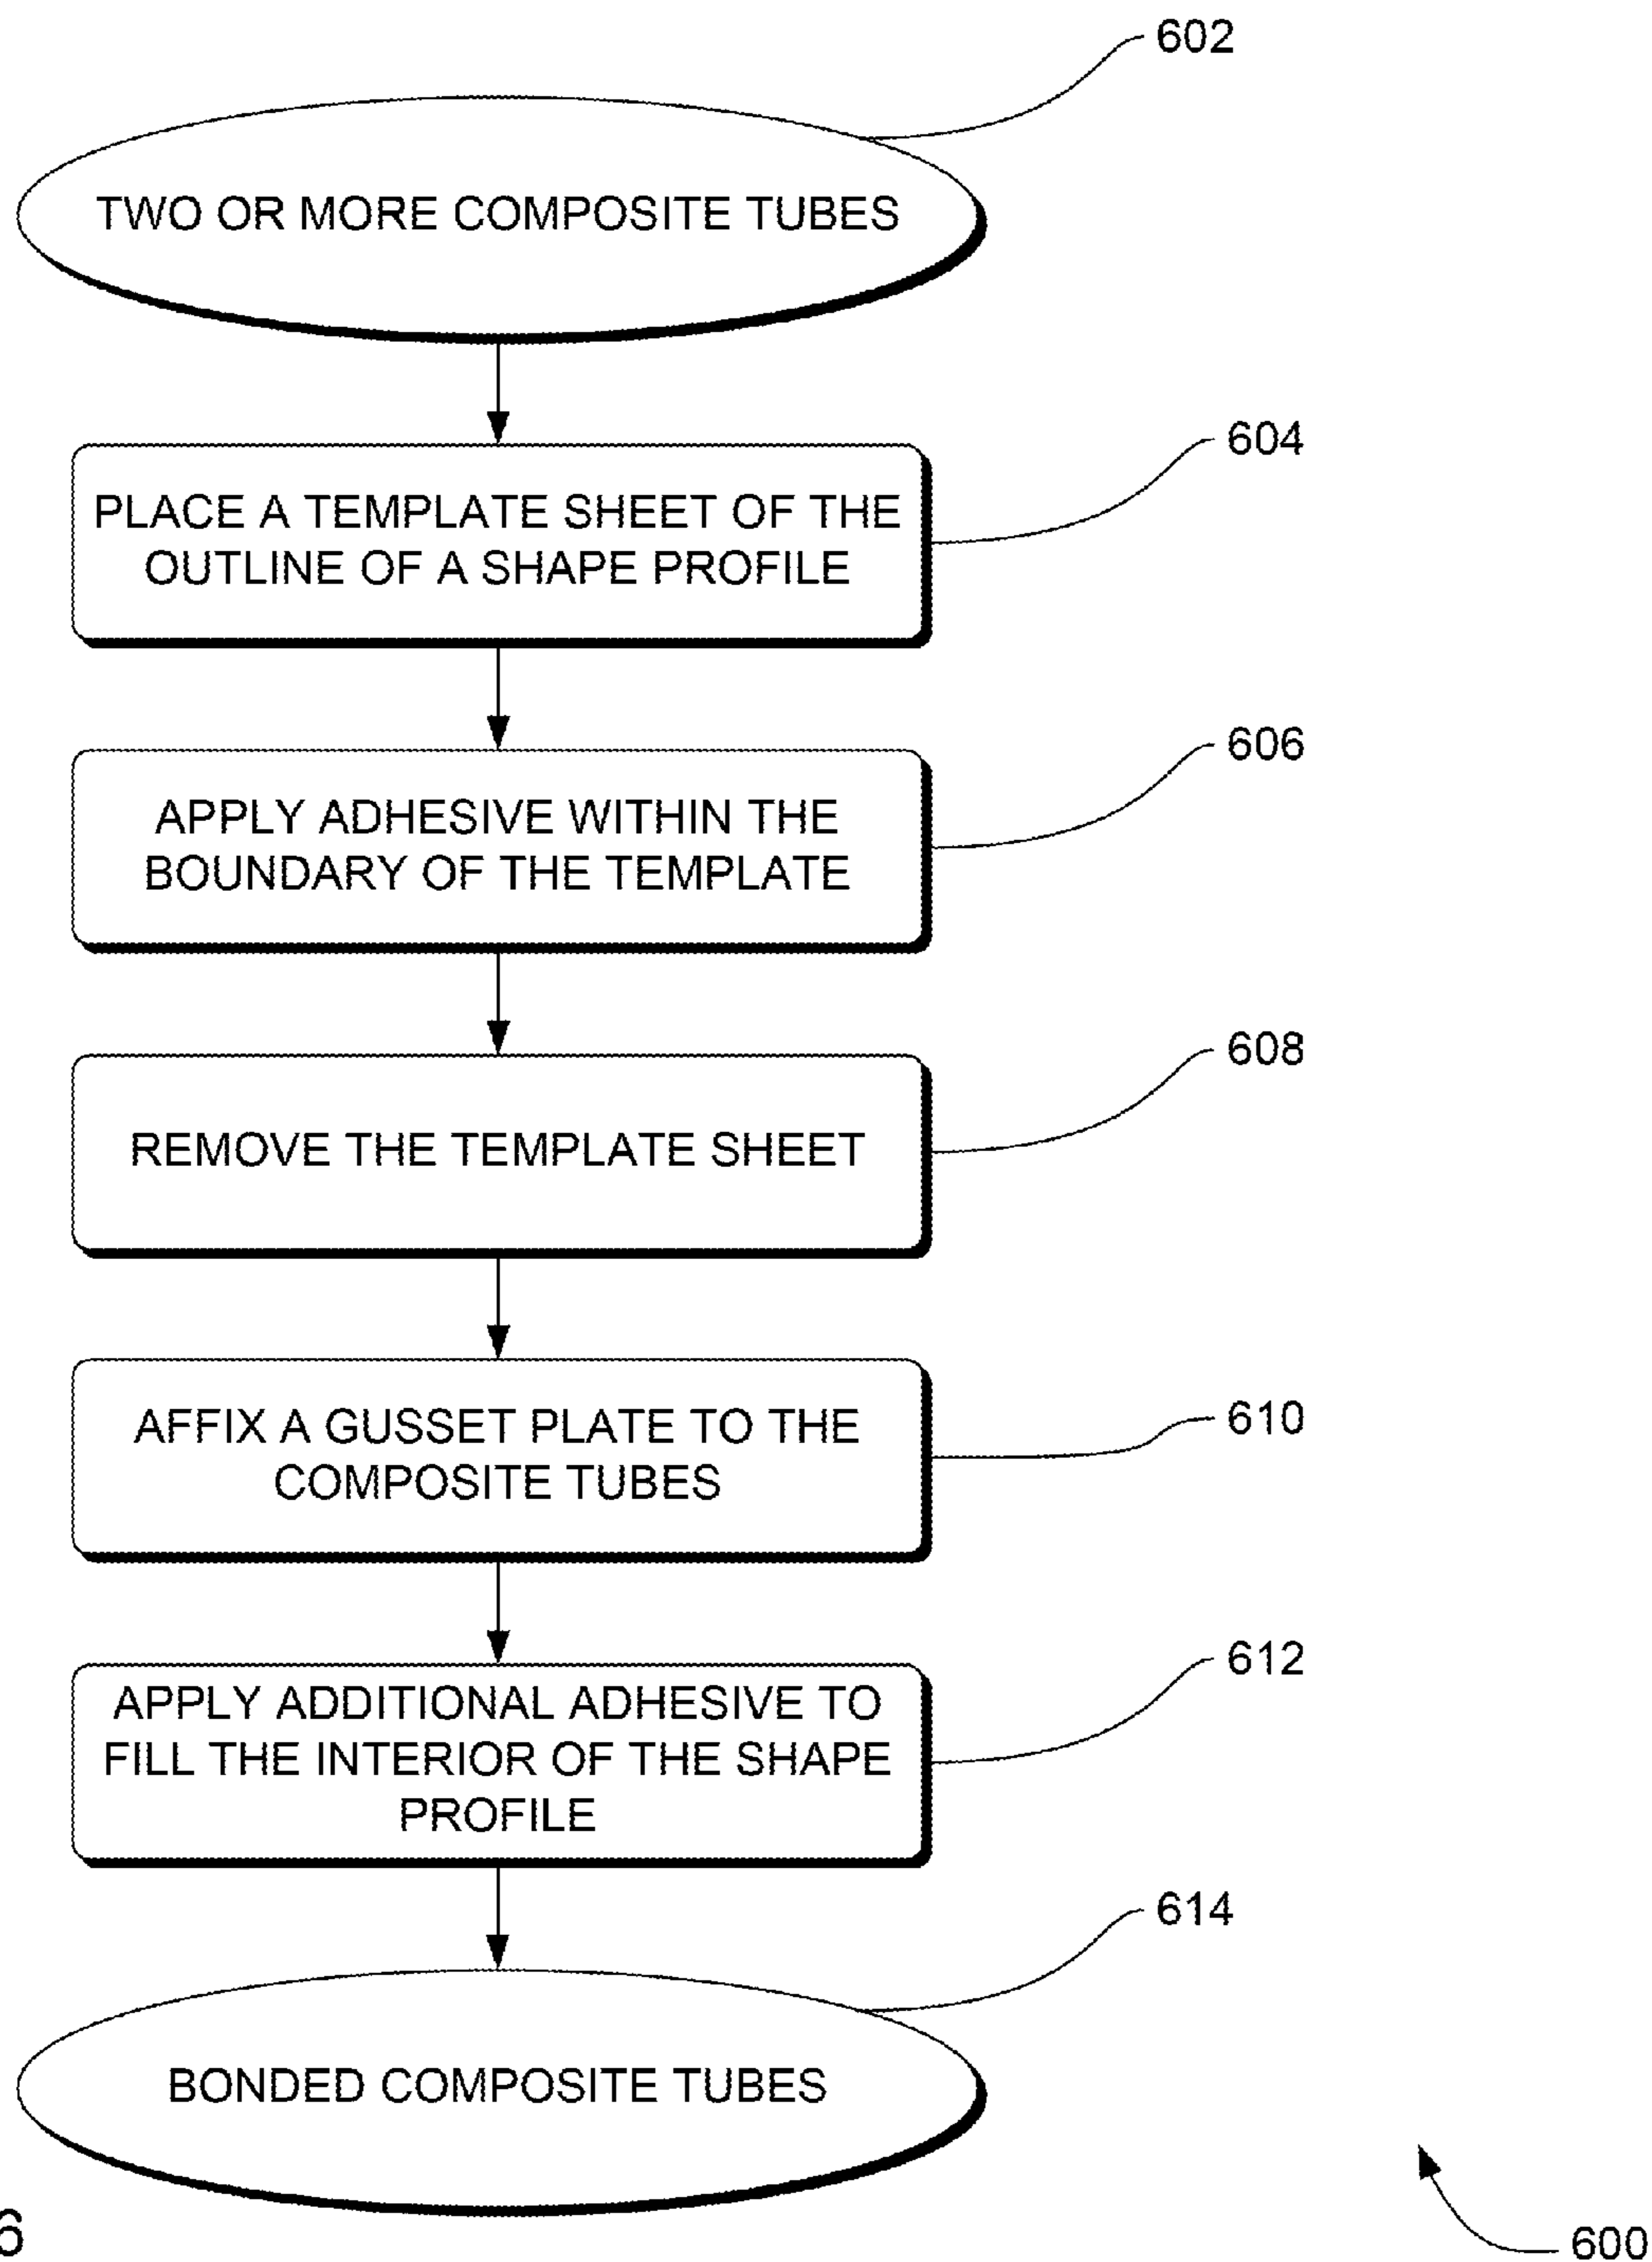 602
TWO OR MORE COMPOSITE TUBES
604
PLACE A TEMPLATE SHEET OF THE
OUTLINE OF A SHAPE PROFILE
606
APPLY ADHESIVE WITHIN THE
BOUNDARY OF THE TEMPLATE
608
REMOVE THE TEMPLATE SHEET
610
AFFIX A GUSSET PLATE TO THE
COMPOSITE TUBES
612
APPLY ADDITIONAL ADHESIVE TO
FILL THE INTERIOR OF THE SHAPE
PROFILE
614
BONDED COMPOSITE TUBES
6
600